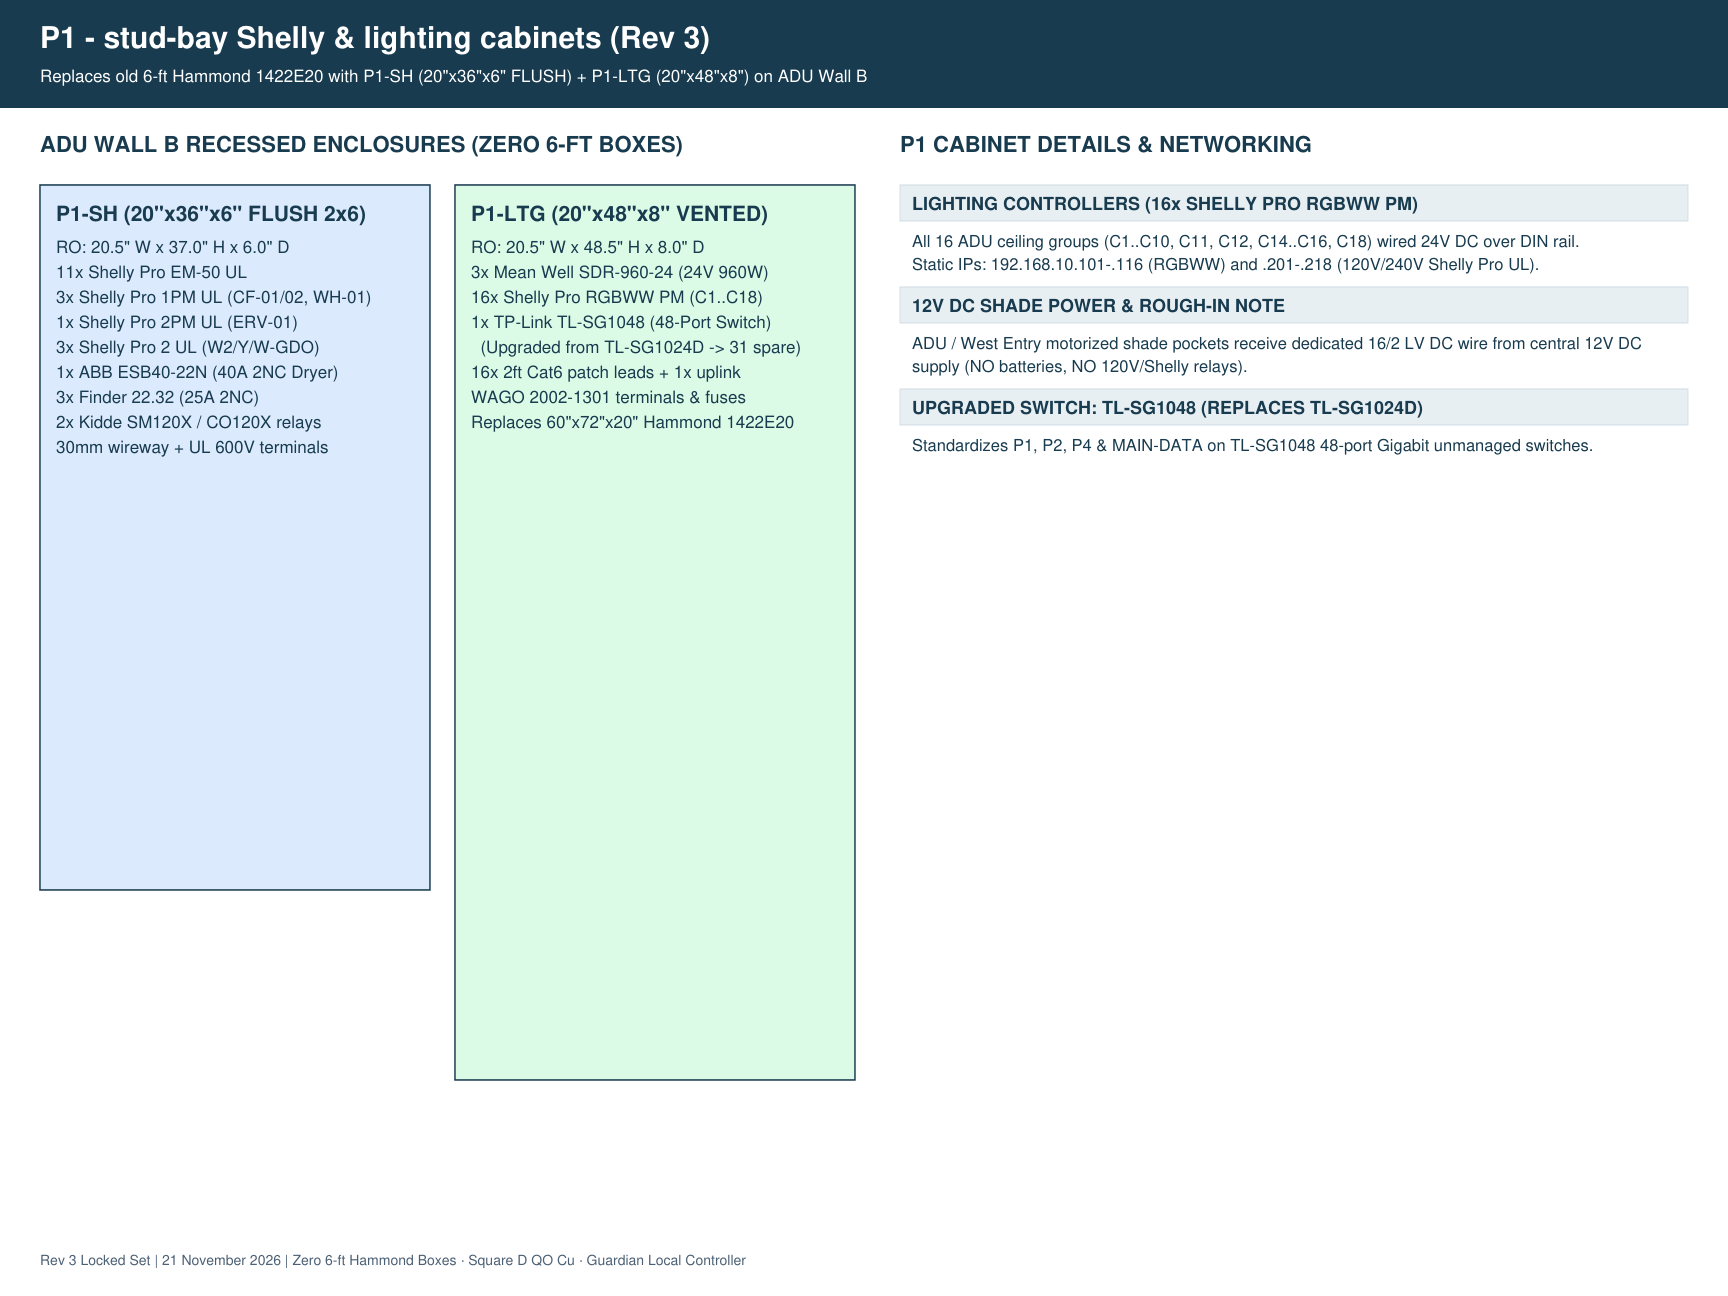 P1 - stud-bay Shelly & lighting cabinets (Rev 3)
Replaces old 6-ft Hammond 1422E20 with P1-SH (20"x36"x6" FLUSH) + P1-LTG (20"x48"x8") on ADU Wall B
ADU WALL B RECESSED ENCLOSURES (ZERO 6-FT BOXES)
P1-SH (20"x36"x6" FLUSH 2x6)
RO: 20.5" W x 37.0" H x 6.0" D
11x Shelly Pro EM-50 UL
3x Shelly Pro 1PM UL (CF-01/02, WH-01)
1x Shelly Pro 2PM UL (ERV-01)
3x Shelly Pro 2 UL (W2/Y/W-GDO)
1x ABB ESB40-22N (40A 2NC Dryer)
3x Finder 22.32 (25A 2NC)
2x Kidde SM120X / CO120X relays
30mm wireway + UL 600V terminals
P1-LTG (20"x48"x8" VENTED)
RO: 20.5" W x 48.5" H x 8.0" D
3x Mean Well SDR-960-24 (24V 960W)
16x Shelly Pro RGBWW PM (C1..C18)
1x TP-Link TL-SG1048 (48-Port Switch)
(Upgraded from TL-SG1024D -> 31 spare)
16x 2ft Cat6 patch leads + 1x uplink
WAGO 2002-1301 terminals & fuses
Replaces 60"x72"x20" Hammond 1422E20
P1 CABINET DETAILS & NETWORKING
LIGHTING CONTROLLERS (16x SHELLY PRO RGBWW PM)
All 16 ADU ceiling groups (C1..C10, C11, C12, C14..C16, C18) wired 24V DC over DIN rail.
Static IPs: 192.168.10.101-.116 (RGBWW) and .201-.218 (120V/240V Shelly Pro UL).
12V DC SHADE POWER & ROUGH-IN NOTE
ADU / West Entry motorized shade pockets receive dedicated 16/2 LV DC wire from central 12V DC
supply (NO batteries, NO 120V/Shelly relays).
UPGRADED SWITCH: TL-SG1048 (REPLACES TL-SG1024D)
Standardizes P1, P2, P4 & MAIN-DATA on TL-SG1048 48-port Gigabit unmanaged switches.
Rev 3 Locked Set | 21 November 2026 | Zero 6-ft Hammond Boxes · Square D QO Cu · Guardian Local Controller